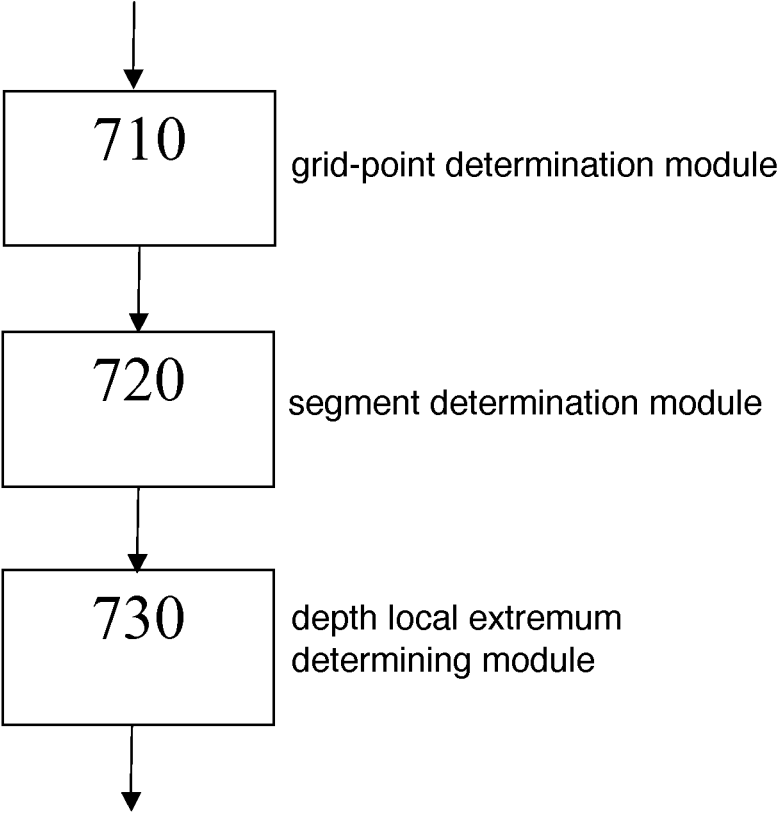 710
grid-point determination module
720
segment determination module
730
depth local extremum
determining module